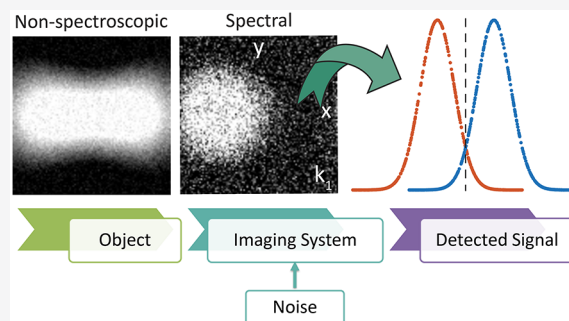 Non-spectroscopic
Spectral
y
x
k1
Object
Imaging System
Detected Signal
Noise